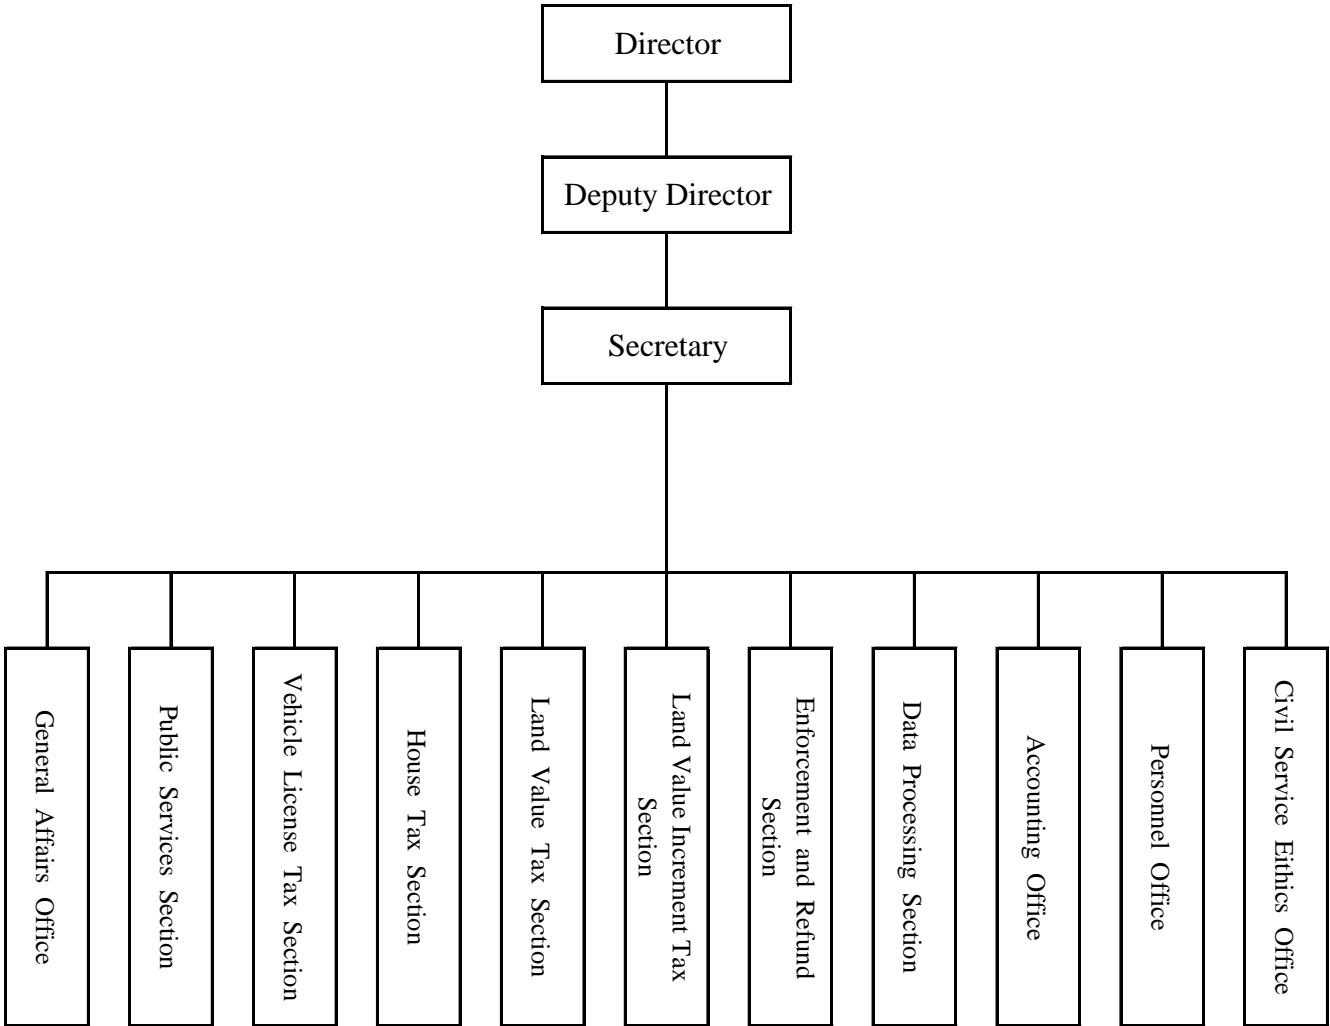 Director
Deputy Director
Secretary
General Affairs Office
Public Services Section
Vehicle License Tax Section
House Tax Section
Land Value Tax Section
Land Value Increment Tax
Section
Enforcement and Refund
Section
Data Processing Section
Accounting Office
Personnel Office
Civil Service Eithics Office